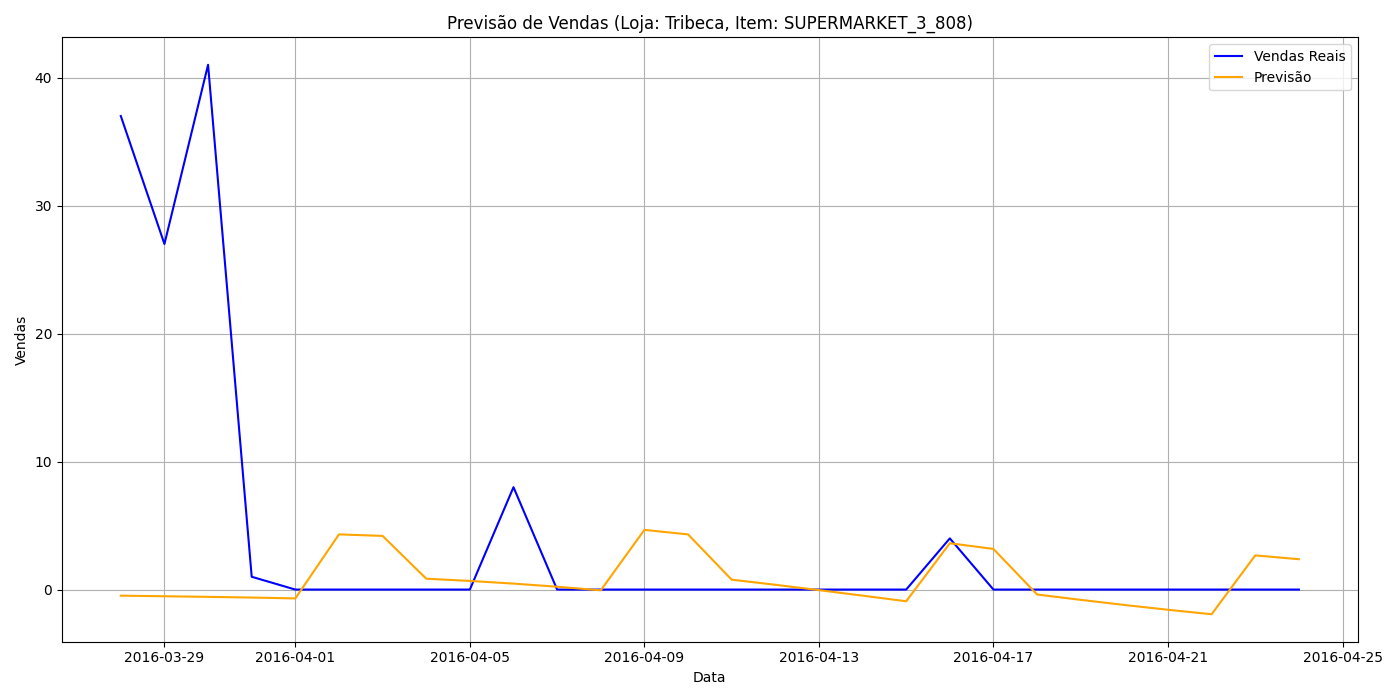 Previsão de Vendas (Loja: Tribeca, Item: SUPERMARKET_3_808)
Vendas Reais
Previsão
Vendas
40
30
20
10
0
2016-03-29
2016-04-01
2016-04-05
2016-04-09
2016-04-13
2016-04-17
2016-04-21
2016-04-25
Data